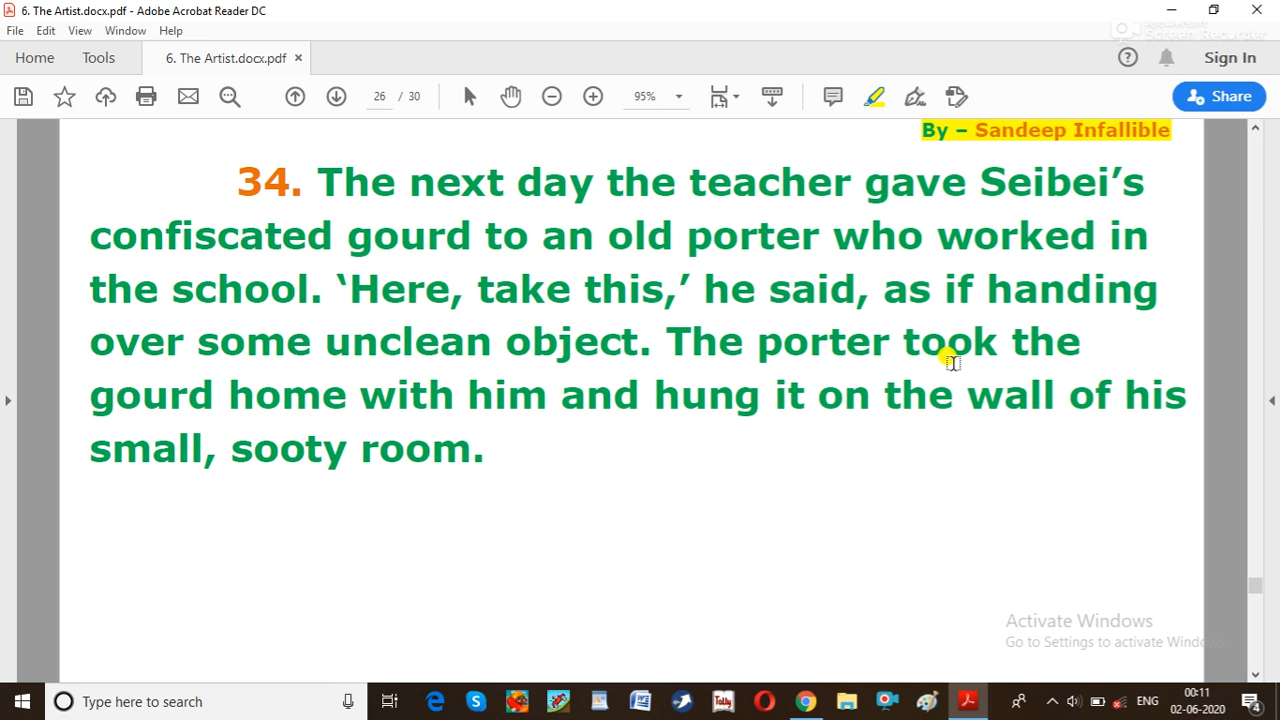 6. The Artist.docx.pdf - Adobe Acrobat Reader DC
File Edit View Window Help
Home Tools 6. The Artist.docx.pdf × Sign In
26 / 30 95% Share
By – Sandeep Infallible
34. The next day the teacher gave Seibei’s
confiscated gourd to an old porter who worked in
the school. ‘Here, take this,’ he said, as if handing
over some unclean object. The porter took the
gourd home with him and hung it on the wall of his
small, sooty room.
Activate Windows
Go to Settings to activate Windows
Type here to search ENG 00:11
02-06-2020 4